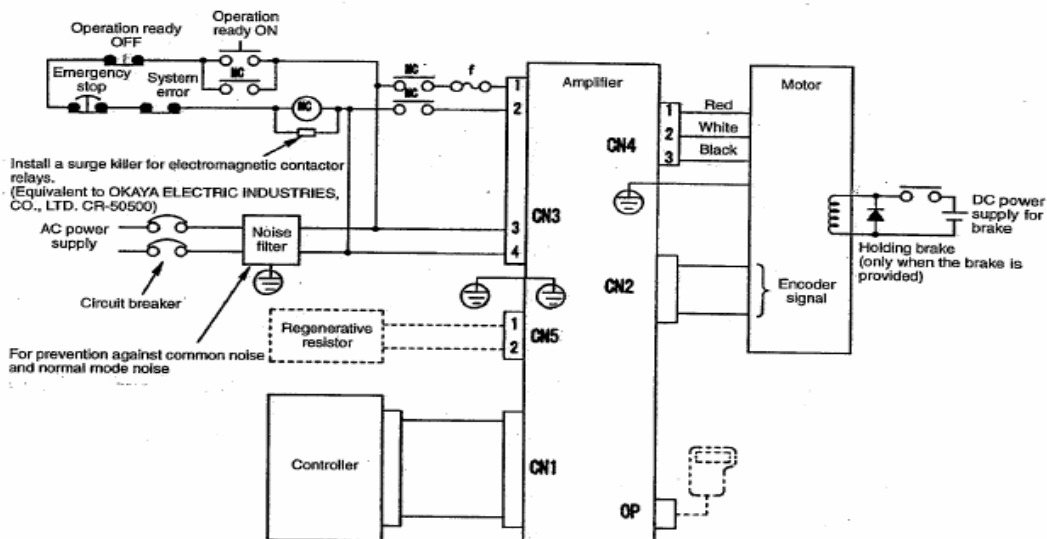 Operation ready
OFF
Operation
ready ON
Emergency
stop
System
error
MC
MC
MC
MC
f
1
2
Install a surge killer for electromagnetic contactor
relays.
(Equivalent to OKAYA ELECTRIC INDUSTRIES,
CO., LTD. CR-50500)
AC power
supply
Noise
filter
Circuit breaker
For prevention against common noise
and normal mode noise
CN3
3
4
Regenerative
resistor
1
2
CN5
Controller
CN1
Amplifier
CN4
1
2
3
Red
White
Black
Motor
CN2
Encoder
signal
DC power
supply for
brake
Holding brake
(only when the brake is
provided)
OP